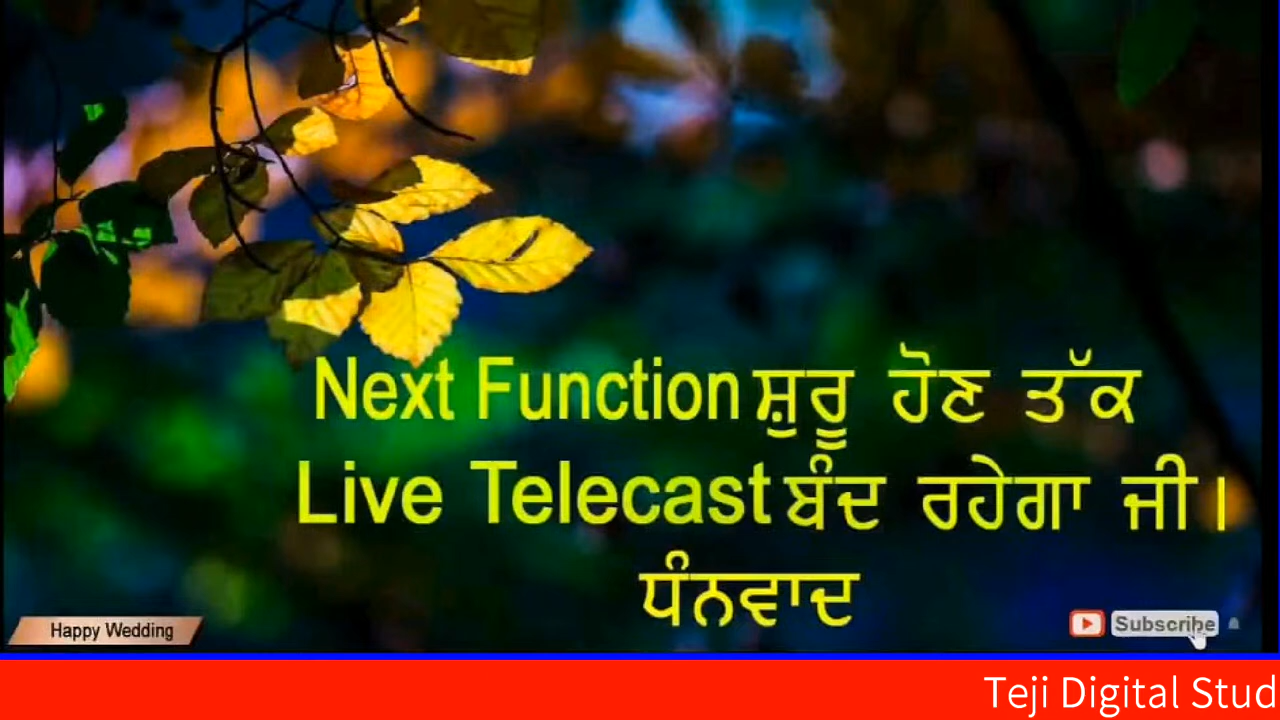 Next Function ਸ਼ੁਰੂ ਹੋਣ ਤੱਕ
Live Telecast ਬੰਦ ਰਹੇਗਾ ਜੀ।
ਧੰਨਵਾਦ
Happy Wedding
Subscribe
Teji Digital Stud